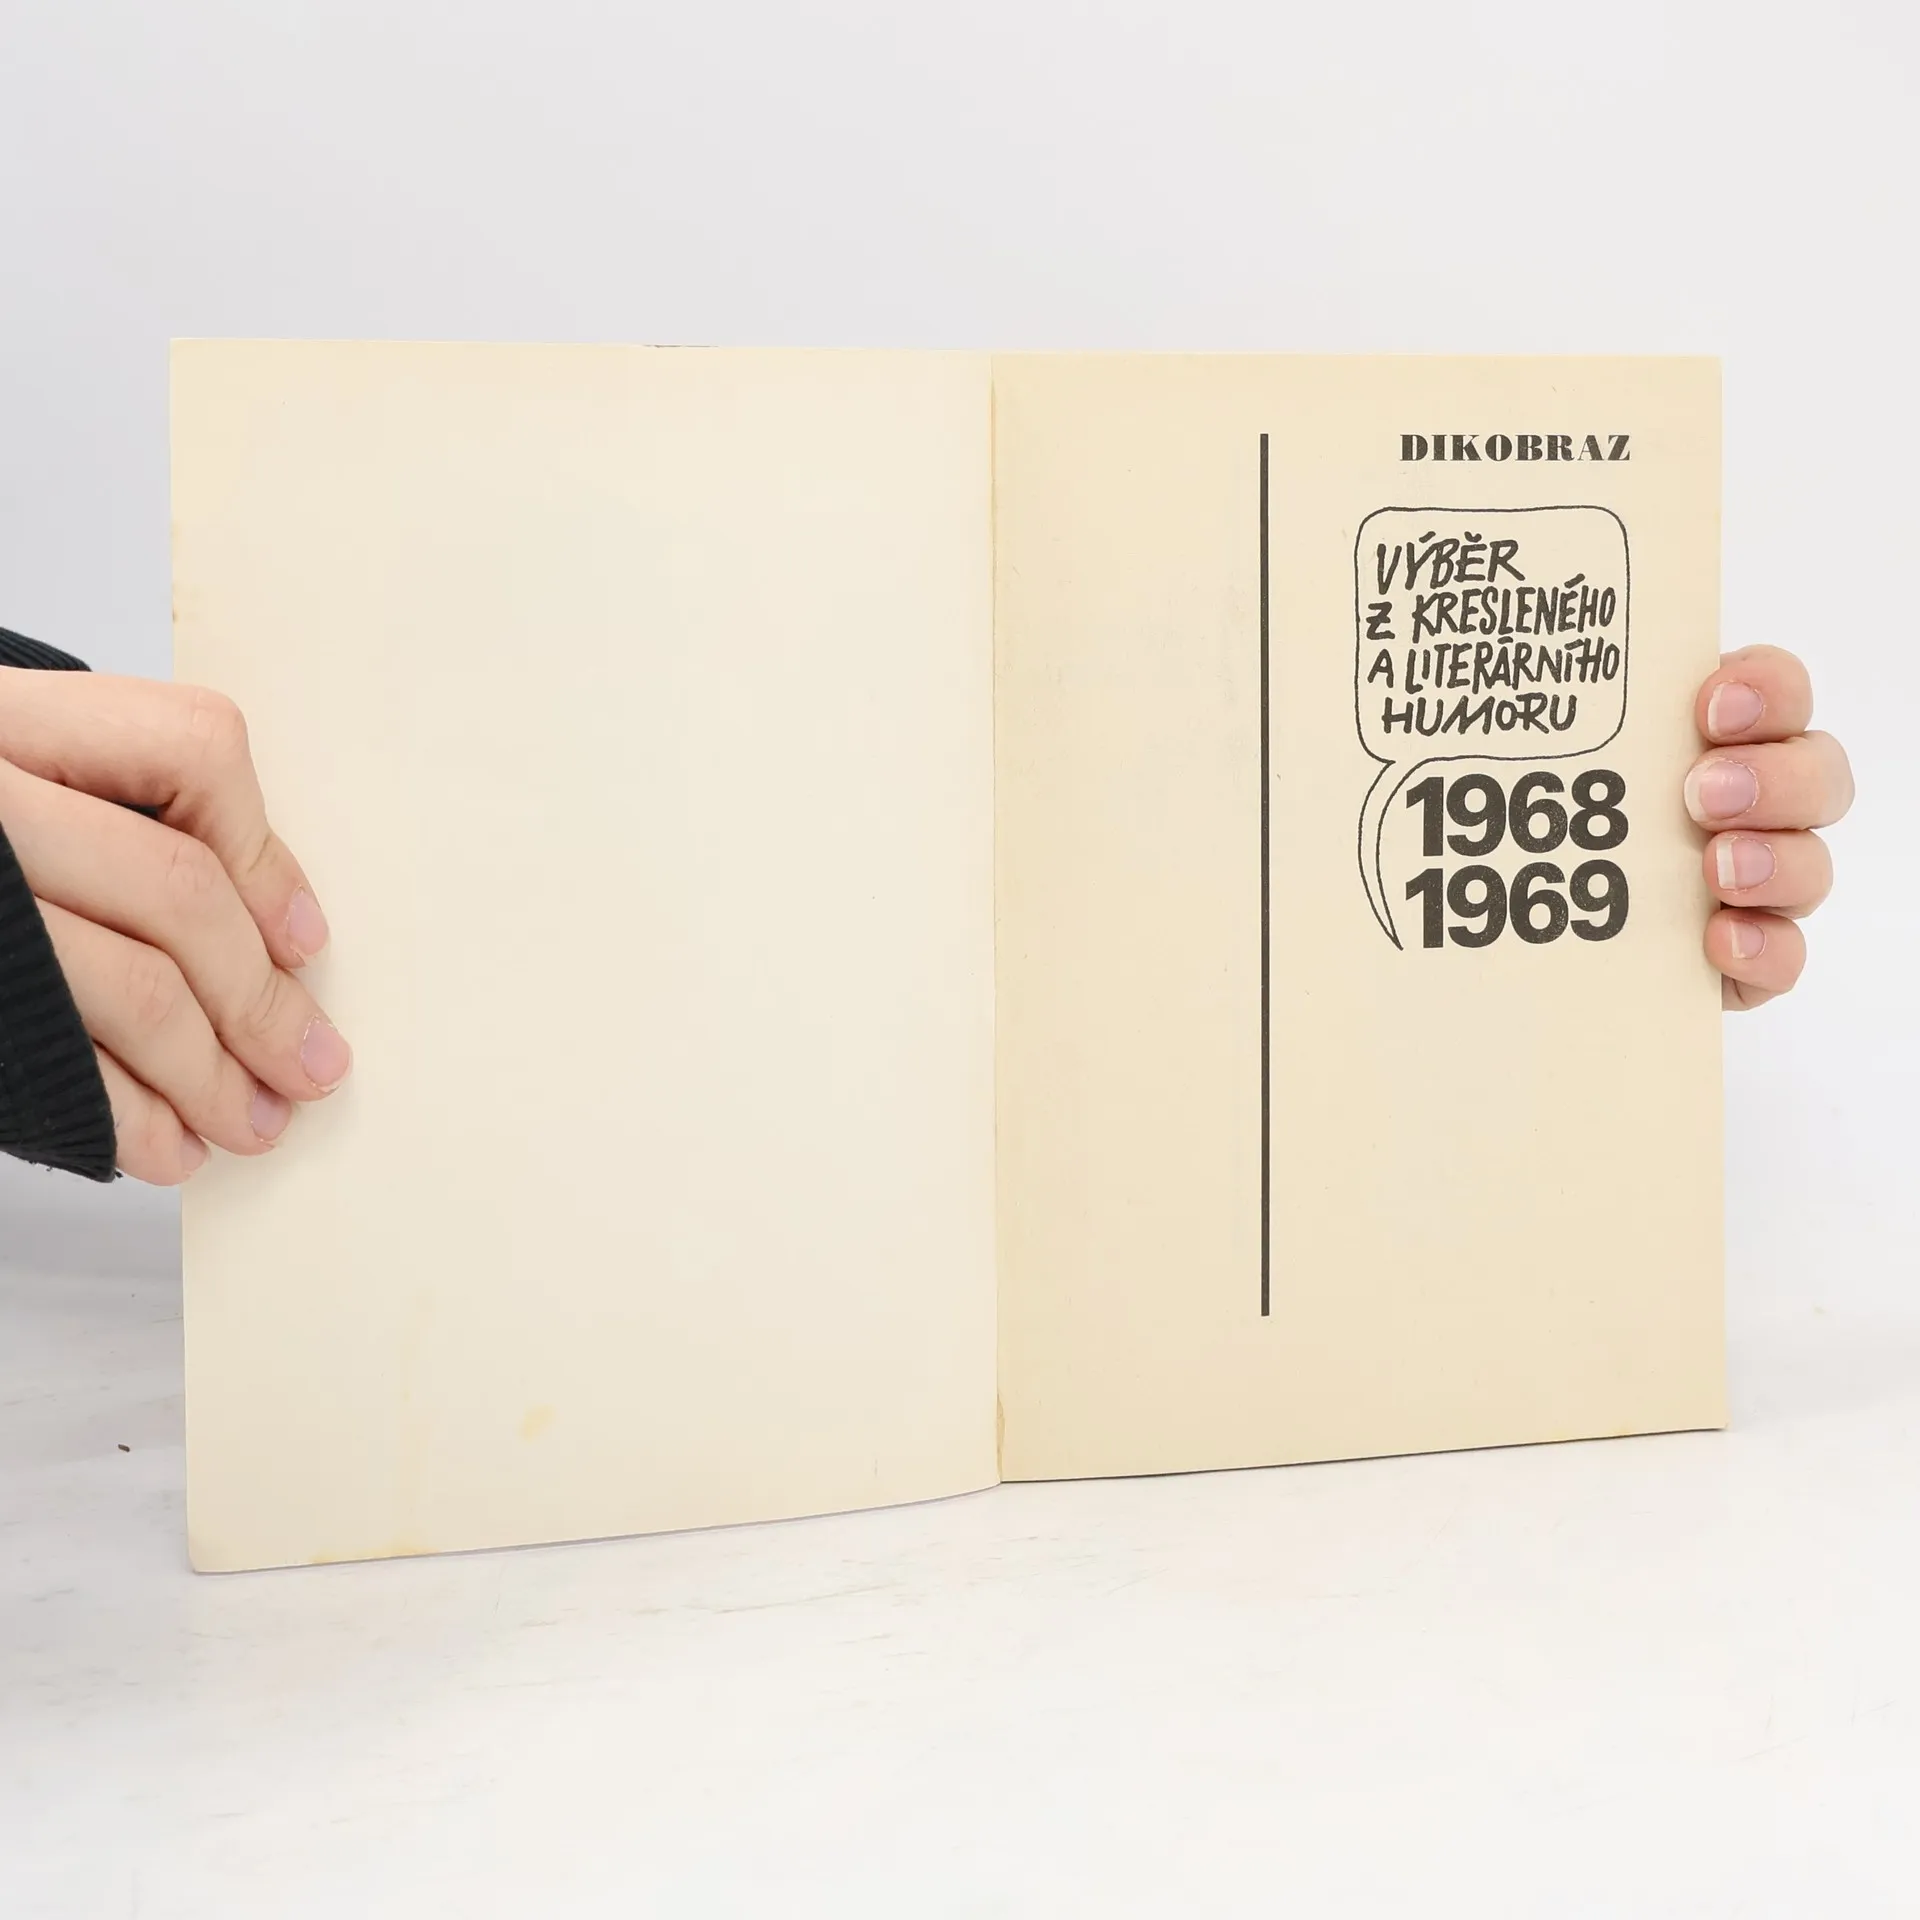 DIKOBRAZ
VÝBĚR
Z KRESLENÉHO
A LITERÁRNÍHO
HUMORU
1968
1969